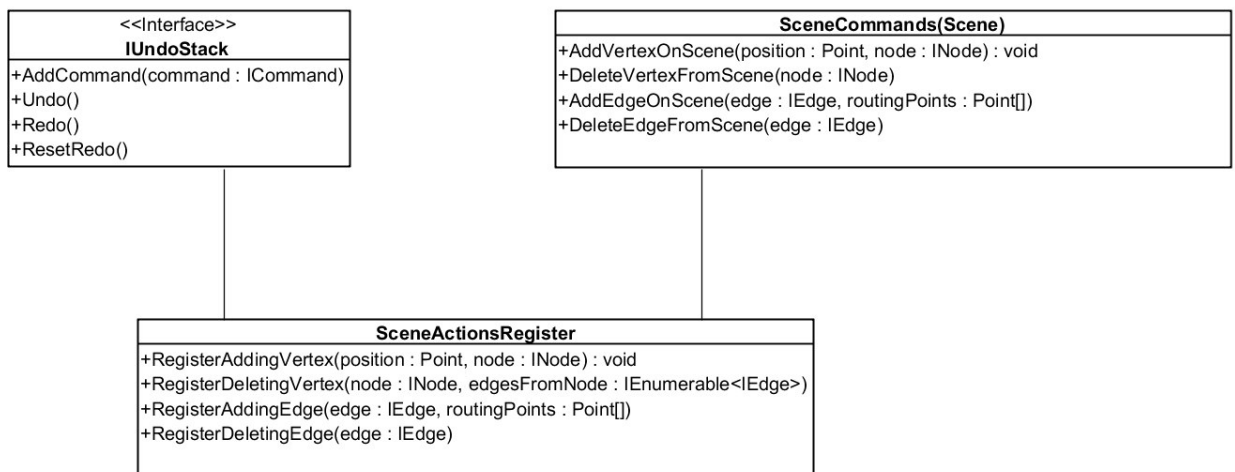 <<Interface>>
IUndoStack
+AddCommand(command : ICommand)
+Undo()
+Redo()
+ResetRedo()
SceneCommands(Scene)
+AddVertexOnScene(position : Point, node : INode) : void
+DeleteVertexFromScene(node : INode)
+AddEdgeOnScene(edge : IEdge, routingPoints : Point[])
+DeleteEdgeFromScene(edge : IEdge)
SceneActionsRegister
+RegisterAddingVertex(position : Point, node : INode) : void
+RegisterDeletingVertex(node : INode, edgesFromNode : IEnumerable<IEdge>)
+RegisterAddingEdge(edge : IEdge, routingPoints : Point[])
+RegisterDeletingEdge(edge : IEdge)